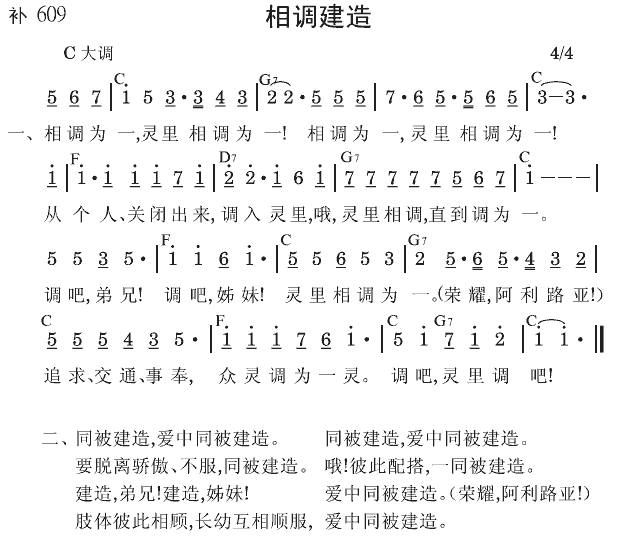 补 609 相调建造
C 大调 4/4
C G7 C
5 6 7 | 1 5 3·3 4 3 | 2 2·5 5 5 | 7·6 5·5 6 5 | 3–3·
一、相调为 一,灵里 相调为 一! 相调为 一,灵里 相调为 一!
F D7 G7 C
1 | 1·1 1 1 7 1 | 2 2·1 6 1 | 7 7 7 7 7 5 6 7 | 1 – – – |
从 个 人、关闭出来, 调入 灵里,哦, 灵里相调,直到调为 一。
F C G7
5 5 3 5· | 1 1 6 1· | 5 5 6 5 3 | 2 5·6 5·4 3 2 |
调吧,弟兄! 调吧,姊妹! 灵里相调为 一。(荣耀,阿利路亚!)
C F C G7 C
5 5 5 4 3 5· | 1 1 1 7 6 1· | 5 1 7 1 2 | 1 1· ‖
追求、交通、事奉, 众灵调为一灵。 调吧,灵里调 吧!
二、同被建造,爱中同被建造。 同被建造,爱中同被建造。
要脱离骄傲、不服,同被建造。 哦!彼此配搭,一同被建造。
建造,弟兄!建造,姊妹! 爱中同被建造。(荣耀,阿利路亚!)
肢体彼此相顾,长幼互相顺服, 爱中同被建造。